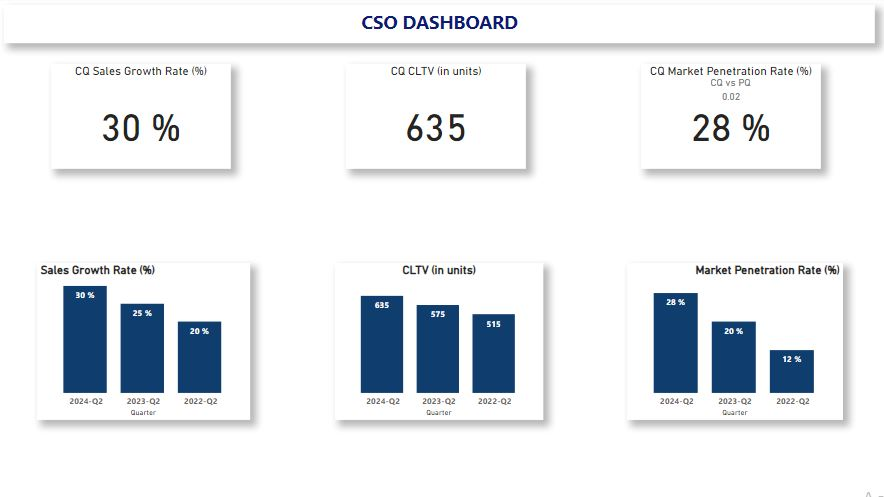 CSO DASHBOARD
CQ Sales Growth Rate (%)
30 %
CQ CLTV (in units)
635
CQ Market Penetration Rate (%)
CQ vs PQ
0.02
28 %
Sales Growth Rate (%)
30 %
25 %
20 %
2024-Q2 2023-Q2 2022-Q2
Quarter
CLTV (in units)
635
575
515
2024-Q2 2023-Q2 2022-Q2
Quarter
Market Penetration Rate (%)
28 %
20 %
12 %
2024-Q2 2023-Q2 2022-Q2
Quarter